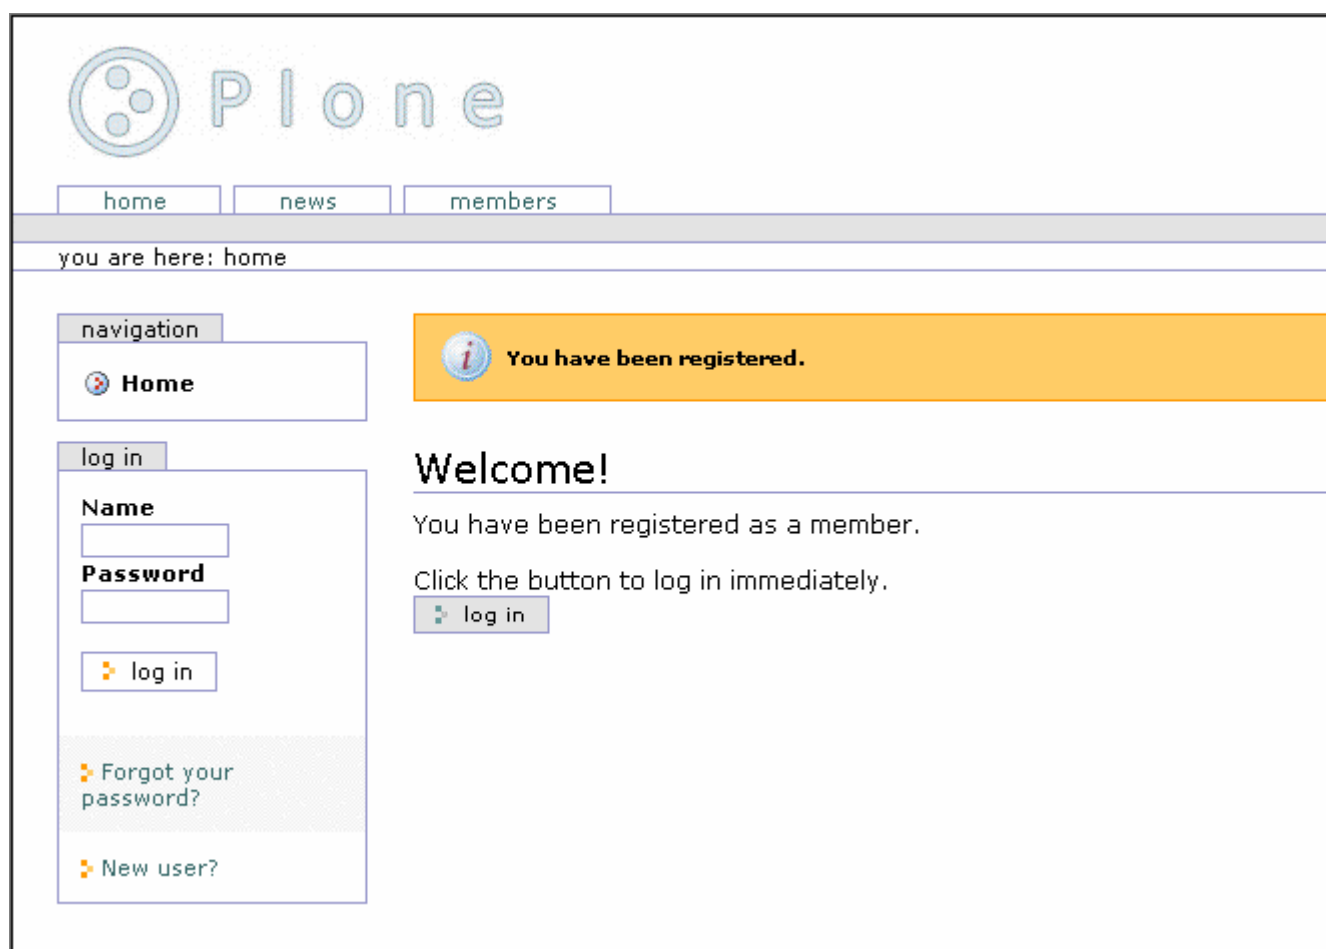 Plone
home news members
you are here: home
navigation
Home
log in
Name
Password
log in
Forgot your
password?
New user?
You have been registered.
Welcome!
You have been registered as a member.
Click the button to log in immediately.
log in